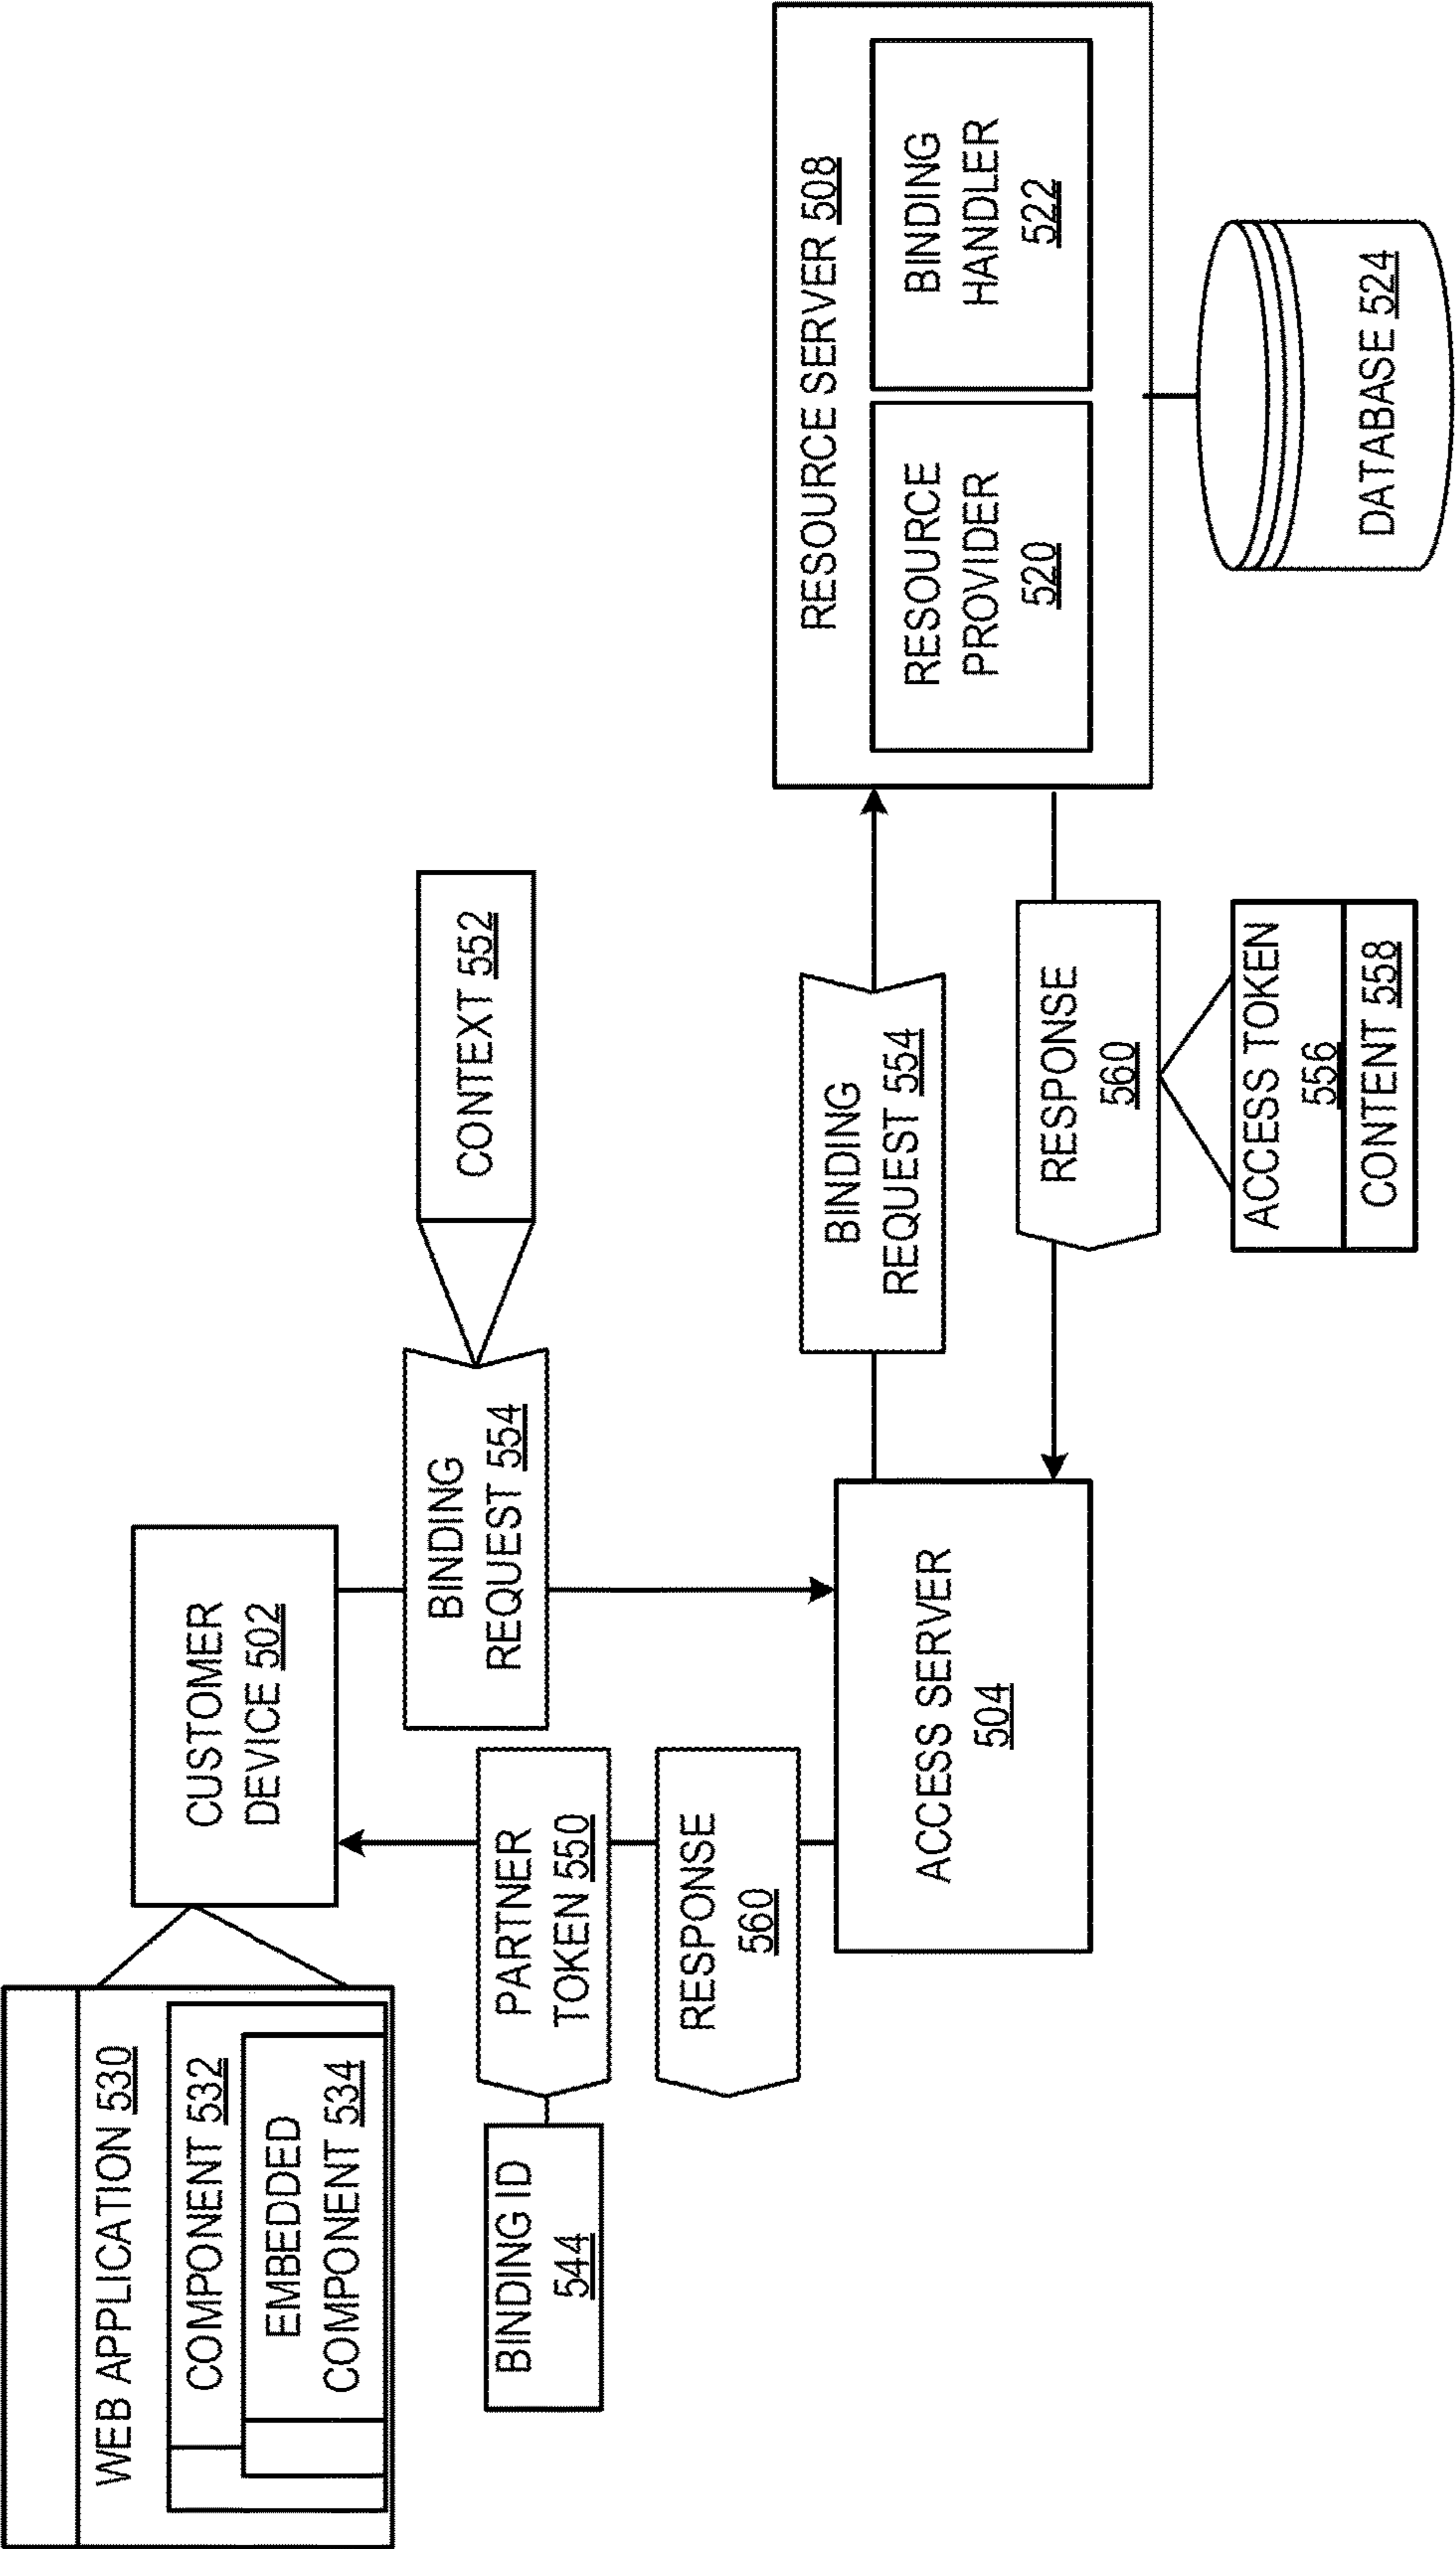 WEB APPLICATION 530
COMPONENT 532
EMBEDDED
COMPONENT 534
CUSTOMER
DEVICE 502
BINDING ID
544
PARTNER
TOKEN 550
RESPONSE
560
BINDING
REQUEST 554
CONTEXT 552
ACCESS SERVER
504
BINDING
REQUEST 554
RESPONSE
560
ACCESS TOKEN
556
CONTENT 558
RESOURCE SERVER 508
RESOURCE
PROVIDER
520
BINDING
HANDLER
522
DATABASE 524